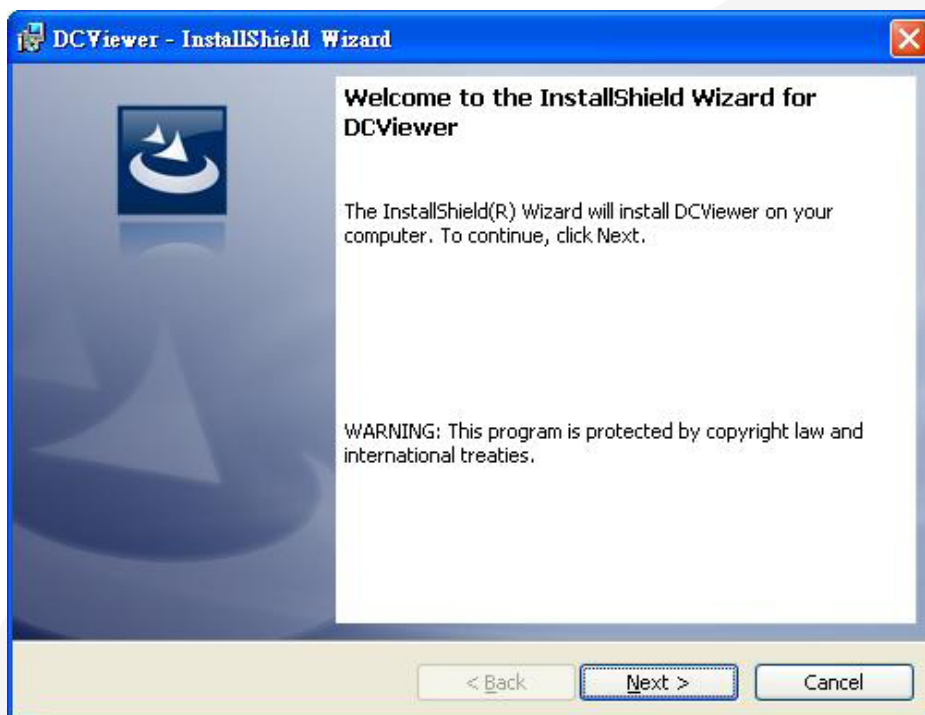 DCViewer - InstallShield Wizard
Welcome to the InstallShield Wizard for
DCViewer
The InstallShield(R) Wizard will install DCViewer on your
computer. To continue, click Next.
WARNING: This program is protected by copyright law and
international treaties.
< Back
Next >
Cancel